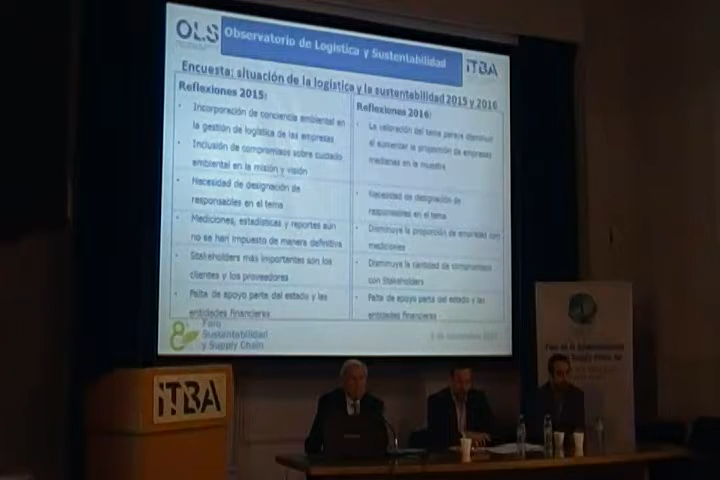 OLS
Observatorio de Logística y Sustentabilidad
ITBA
Encuesta: situación de la logística y la sustentabilidad 2015 y 2016
Reflexiones 2015:
• Incorporación de conciencia ambiental en
la gestión de logística de las empresas
• Inclusión de compromisos sobre cuidado
ambiental en la misión y visión
• Necesidad de designación de
responsables en el tema
• Mediciones, estadísticas y reportes aún
no se han impuesto de manera definitiva
• Stakeholders más importantes son los
clientes y los proveedores
• Falta de apoyo parte del estado y las
entidades financieras
Reflexiones 2016:
• La valoración del tema parece disminuir
al aumentar la proporción de empresas
medianas en la muestra
• Necesidad de designación de
responsables en el tema
• Disminuye la proporción de empresas con
mediciones
• Disminuye la cantidad de compromisos
con Stakeholders
• Falta de apoyo parte del estado y las
entidades financieras
Foro
Sustentabilidad
y Supply Chain
ITBA